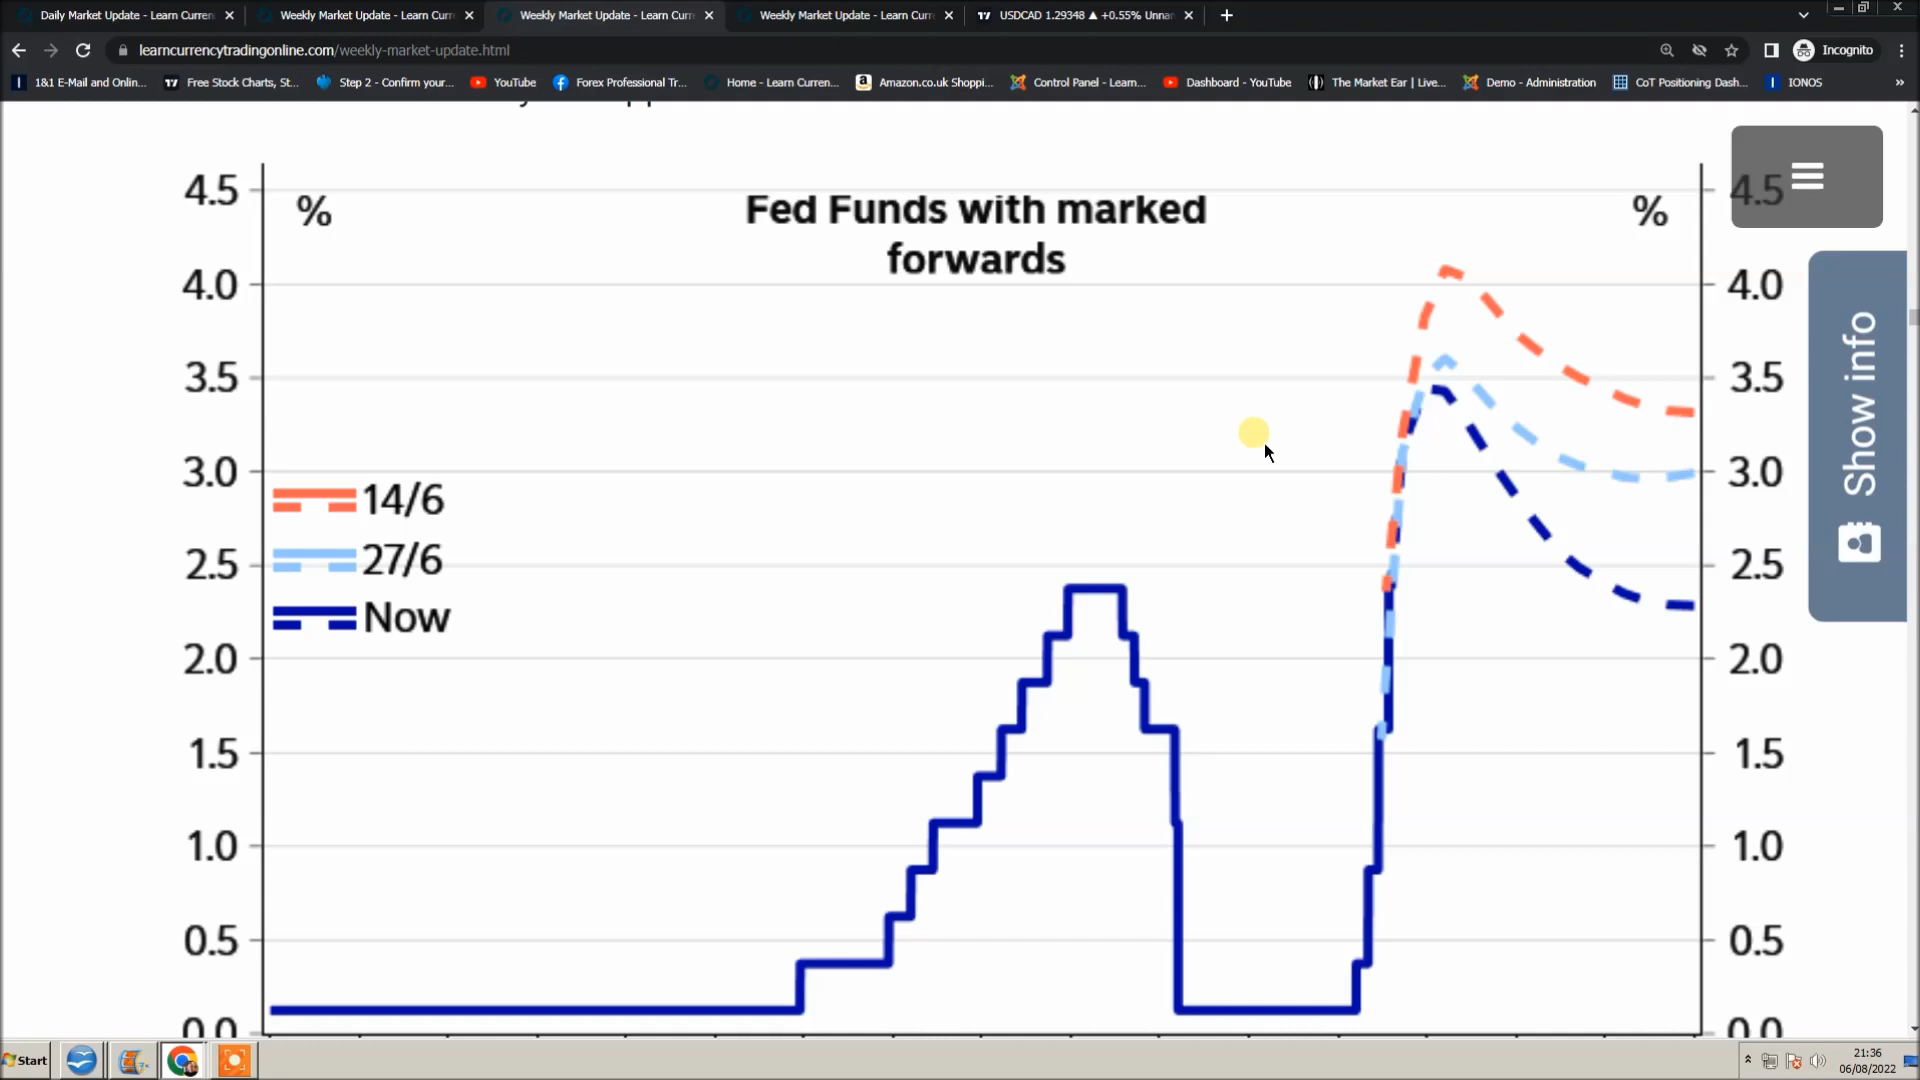 Daily Market Update - Learn Curren
Weekly Market Update - Learn Curr
Weekly Market Update - Learn Curr
Weekly Market Update - Learn Curr
USDCAD 1.29348 ▲ +0.55% Unnar
learncurrencytradingonline.com/weekly-market-update.html
Incognito
1&1 E-Mail and Onlin...
Free Stock Charts, St...
Step 2 - Confirm your...
YouTube
Forex Professional Tr...
Home - Learn Curren...
Amazon.co.uk Shoppi...
Control Panel - Learn...
Dashboard - YouTube
The Market Ear | Live...
Demo - Administration
CoT Positioning Dash...
IONOS
»
Fed Funds with marked
forwards
% %
4.5 4.5
4.0 4.0
3.5 3.5
3.0 3.0
2.5 2.5
2.0 2.0
1.5 1.5
1.0 1.0
0.5 0.5
0.0 0.0
14/6
27/6
Now
Show info
Start
21:36
06/08/2022